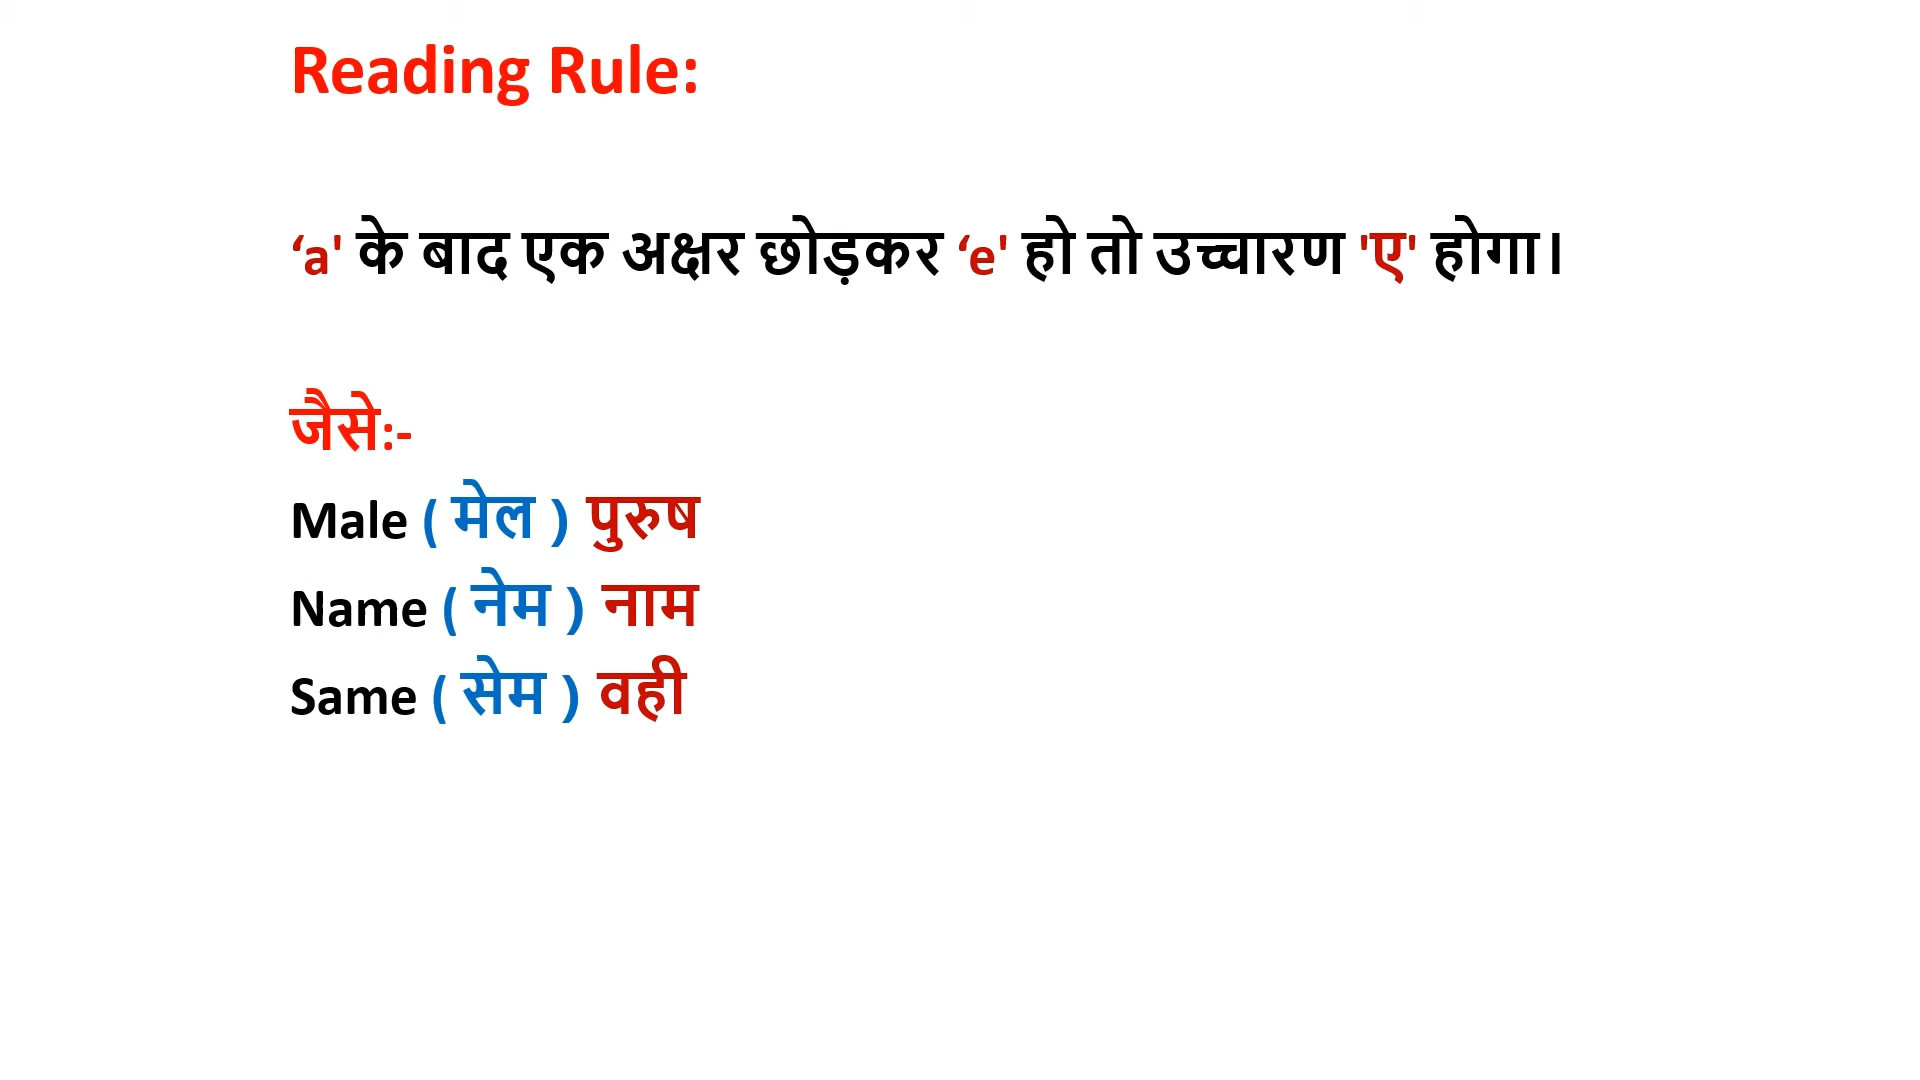 Reading Rule:
‘a' के बाद एक अक्षर छोड़कर ‘e' हो तो उच्चारण 'ए' होगा।
जैसे:-
Male ( मेल ) पुरुष
Name ( नेम ) नाम
Same ( सेम ) वही